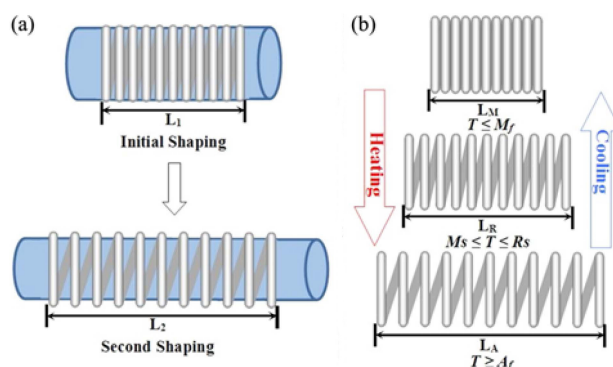 (a)
L1
Initial Shaping
L2
Second Shaping
(b)
LM
T ≤ Mf
Heating
Cooling
LR
Ms ≤ T ≤ Rs
LA
T ≥ Af